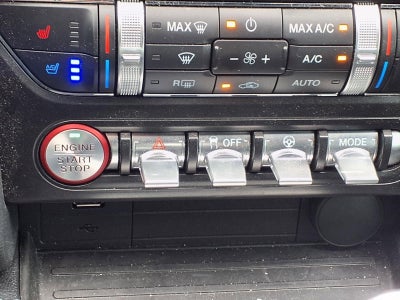 MAX
MAX A/C
- +
A/C
R
AUTO
ENGINE
START
STOP
OFF
MODE